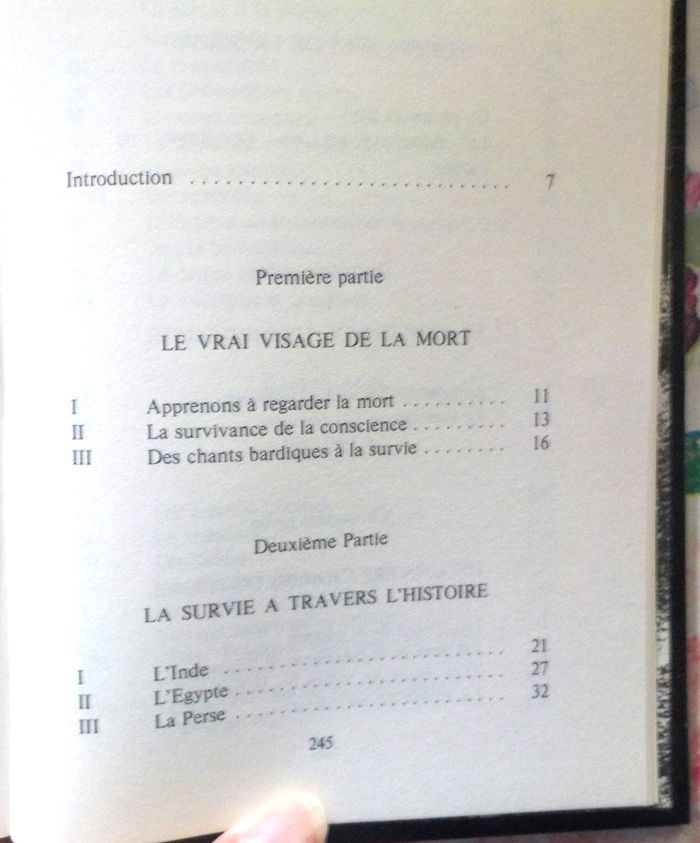 Introduction ........................... 7
Première partie
LE VRAI VISAGE DE LA MORT
I Apprenons à regarder la mort ......... 11
II La survivance de la conscience ........ 13
III Des chants bardiques à la survie ....... 16
Deuxième Partie
LA SURVIE A TRAVERS L'HISTOIRE
I L'Inde ........................ 21
II L'Egypte ....................... 27
III La Perse ....................... 32
245